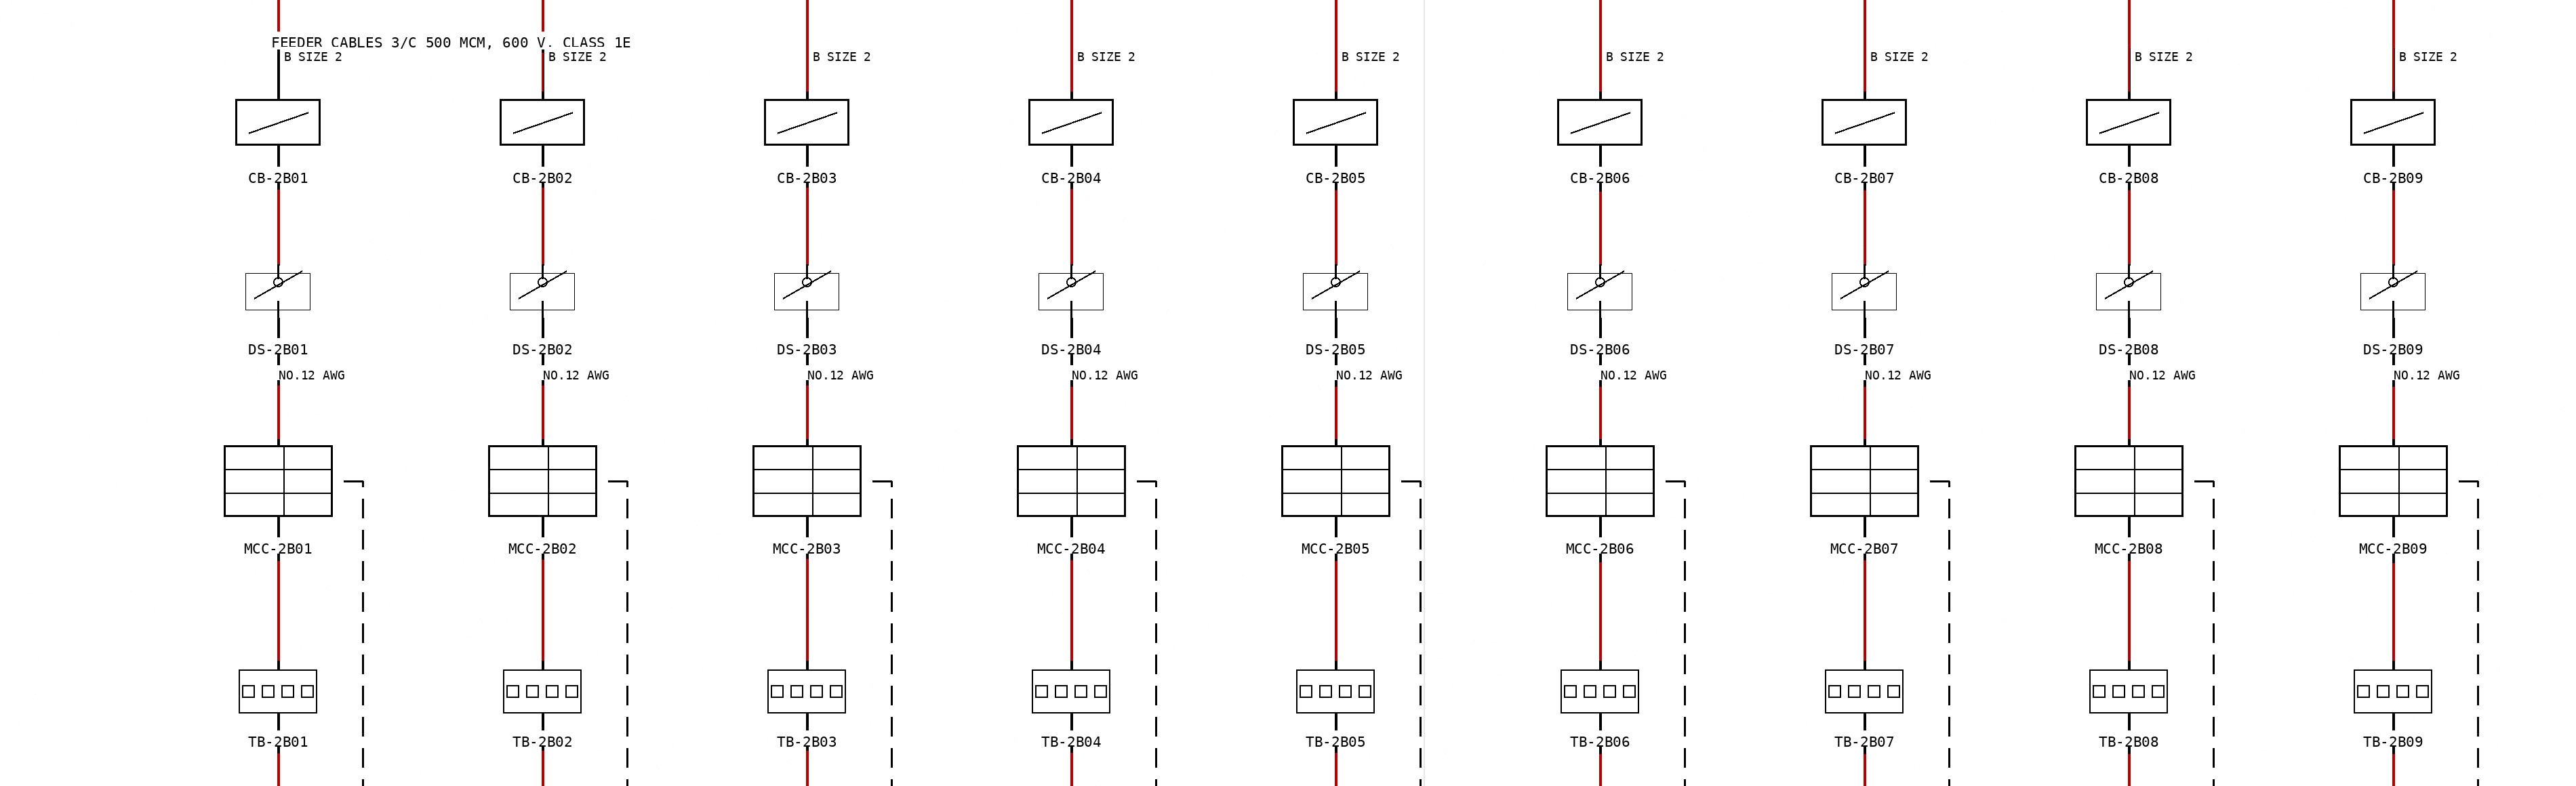 FEEDER CABLES 3/C 500 MCM, 600 V. CLASS 1E
B SIZE 2 B SIZE 2 B SIZE 2 B SIZE 2 B SIZE 2 B SIZE 2 B SIZE 2 B SIZE 2 B SIZE 2
CB-2B01 CB-2B02 CB-2B03 CB-2B04 CB-2B05 CB-2B06 CB-2B07 CB-2B08 CB-2B09
DS-2B01 DS-2B02 DS-2B03 DS-2B04 DS-2B05 DS-2B06 DS-2B07 DS-2B08 DS-2B09
NO.12 AWG NO.12 AWG NO.12 AWG NO.12 AWG NO.12 AWG NO.12 AWG NO.12 AWG NO.12 AWG NO.12 AWG
MCC-2B01 MCC-2B02 MCC-2B03 MCC-2B04 MCC-2B05 MCC-2B06 MCC-2B07 MCC-2B08 MCC-2B09
TB-2B01 TB-2B02 TB-2B03 TB-2B04 TB-2B05 TB-2B06 TB-2B07 TB-2B08 TB-2B09